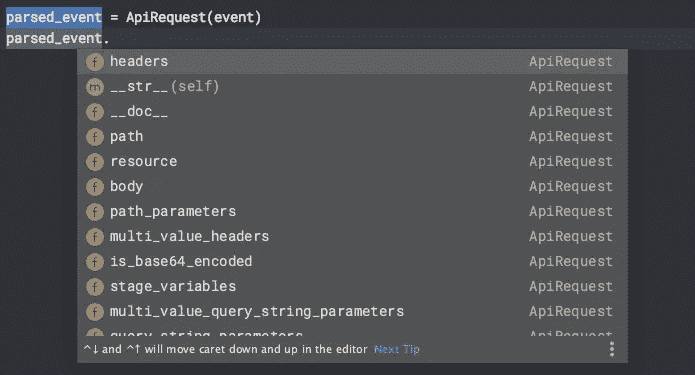 parsed_event = ApiRequest(event)
parsed_event.
f headers ApiRequest
m __str__(self) ApiRequest
f __doc__ ApiRequest
f path ApiRequest
f resource ApiRequest
f body ApiRequest
f path_parameters ApiRequest
f multi_value_headers ApiRequest
f is_base64_encoded ApiRequest
f stage_variables ApiRequest
f multi_value_query_string_parameters ApiRequest
f query_string_parameters ApiRequest
^↓ and ^↑ will move caret down and up in the editor Next Tip